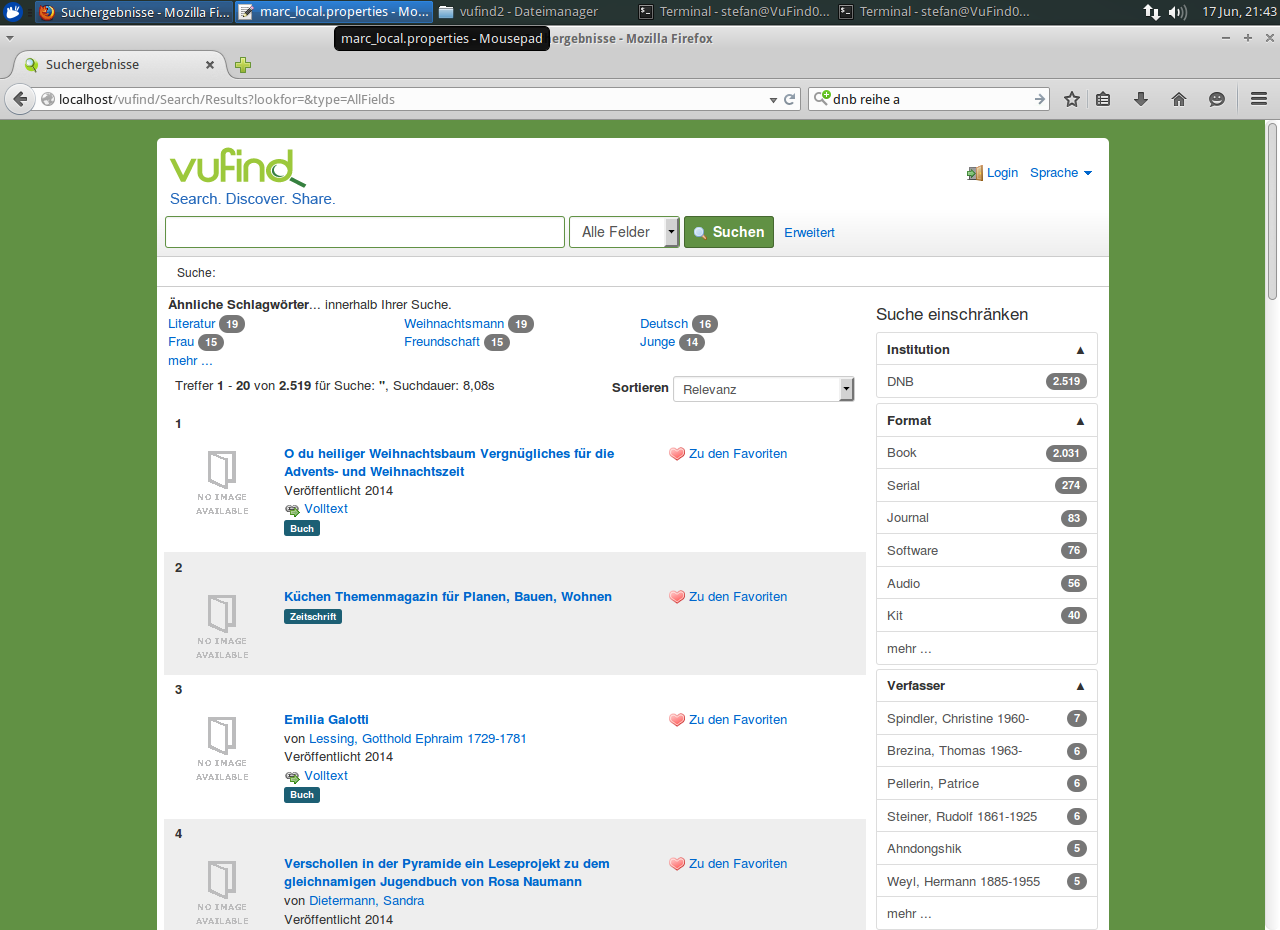 Suchergebnisse - Mozilla Fi... marc_local.properties - Mo... vufind2 - Dateimanager Terminal - stefan@VuFind0... Terminal - stefan@VuFind0... 17 Jun, 21:43
marc_local.properties - Mousepad ergebnisse - Mozilla Firefox
Suchergebnisse
localhost/vufind/Search/Results?lookfor=&type=AllFields dnb reihe a
vufind
Search. Discover. Share.
Login Sprache
Alle Felder Suchen Erweitert
Suche:
Ähnliche Schlagwörter... innerhalb Ihrer Suche.
Literatur 19 Weihnachtsmann 19 Deutsch 16
Frau 15 Freundschaft 15 Junge 14
mehr ...
Treffer 1 - 20 von 2.519 für Suche: '', Suchdauer: 8,08s Sortieren Relevanz
1
NO IMAGE
AVAILABLE
O du heiliger Weihnachtsbaum Vergnügliches für die
Advents- und Weihnachtszeit
Veröffentlicht 2014
Volltext
Buch
Zu den Favoriten
2
NO IMAGE
AVAILABLE
Küchen Themenmagazin für Planen, Bauen, Wohnen
Zeitschrift
Zu den Favoriten
3
NO IMAGE
AVAILABLE
Emilia Galotti
von Lessing, Gotthold Ephraim 1729-1781
Veröffentlicht 2014
Volltext
Buch
Zu den Favoriten
4
NO IMAGE
AVAILABLE
Verschollen in der Pyramide ein Leseprojekt zu dem
gleichnamigen Jugendbuch von Rosa Naumann
von Dietermann, Sandra
Veröffentlicht 2014
Zu den Favoriten
Suche einschränken
Institution ▲
DNB 2.519
Format ▲
Book 2.031
Serial 274
Journal 83
Software 76
Audio 56
Kit 40
mehr ...
Verfasser ▲
Spindler, Christine 1960- 7
Brezina, Thomas 1963- 6
Pellerin, Patrice 6
Steiner, Rudolf 1861-1925 6
Ahndongshik 5
Weyl, Hermann 1885-1955 5
mehr ...